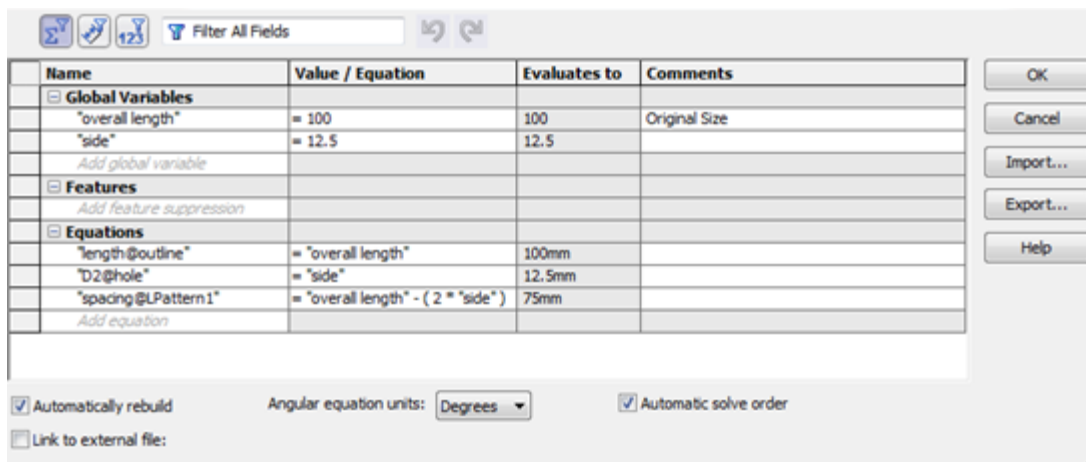 Filter All Fields
Name Value / Equation Evaluates to Comments
Global Variables
"overall length" = 100 100 Original Size
"side" = 12.5 12.5
Add global variable
Features
Add feature suppression
Equations
"length@outline" = "overall length" 100mm
"D2@hole" = "side" 12.5mm
"spacing@LPattern1" = "overall length" - ( 2 * "side" ) 75mm
Add equation
OK
Cancel
Import...
Export...
Help
Automatically rebuild Angular equation units: Degrees Automatic solve order
Link to external file: